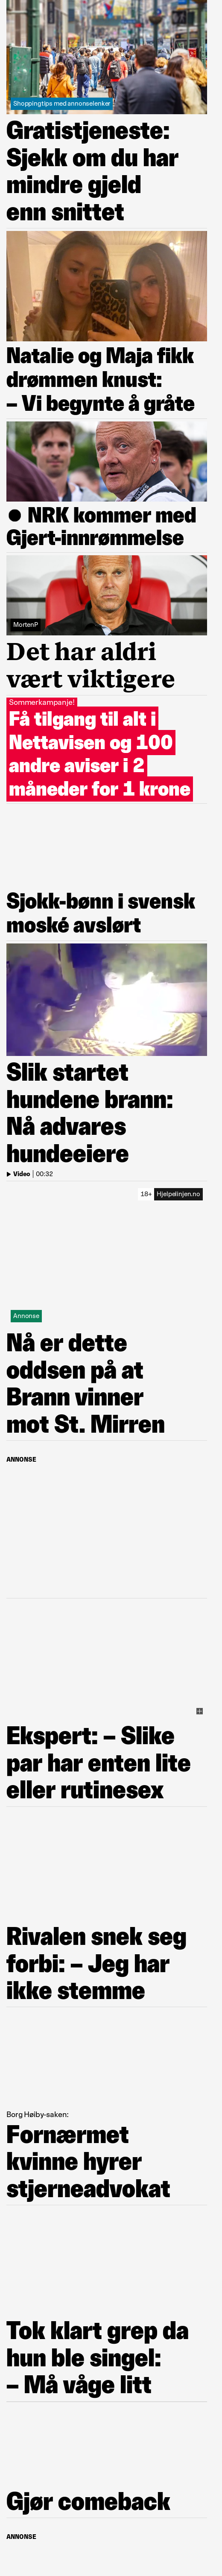 Shoppingtips med annonselenker
Gratistjeneste:
Sjekk om du har
mindre gjeld
enn snittet
Natalie og Maja fikk
drømmen knust:
– Vi begynte å gråte
● NRK kommer med
Gjert-innrømmelse
MortenP
Det har aldri
vært viktigere
Sommerkampanje!
Få tilgang til alt i
Nettavisen og 100
andre aviser i 2
måneder for 1 krone
Sjokk-bønn i svensk
moské avslørt
Slik startet
hundene brann:
Nå advares
hundeeiere
Video | 00:32
18+ Hjelpelinjen.no
Annonse
Nå er dette
oddsen på at
Brann vinner
mot St. Mirren
ANNONSE
Ekspert: – Slike
par har enten lite
eller rutinesex
Rivalen snek seg
forbi: – Jeg har
ikke stemme
Borg Høiby-saken:
Fornærmet
kvinne hyrer
stjerneadvokat
Tok klart grep da
hun ble singel:
– Må våge litt
Gjør comeback
ANNONSE